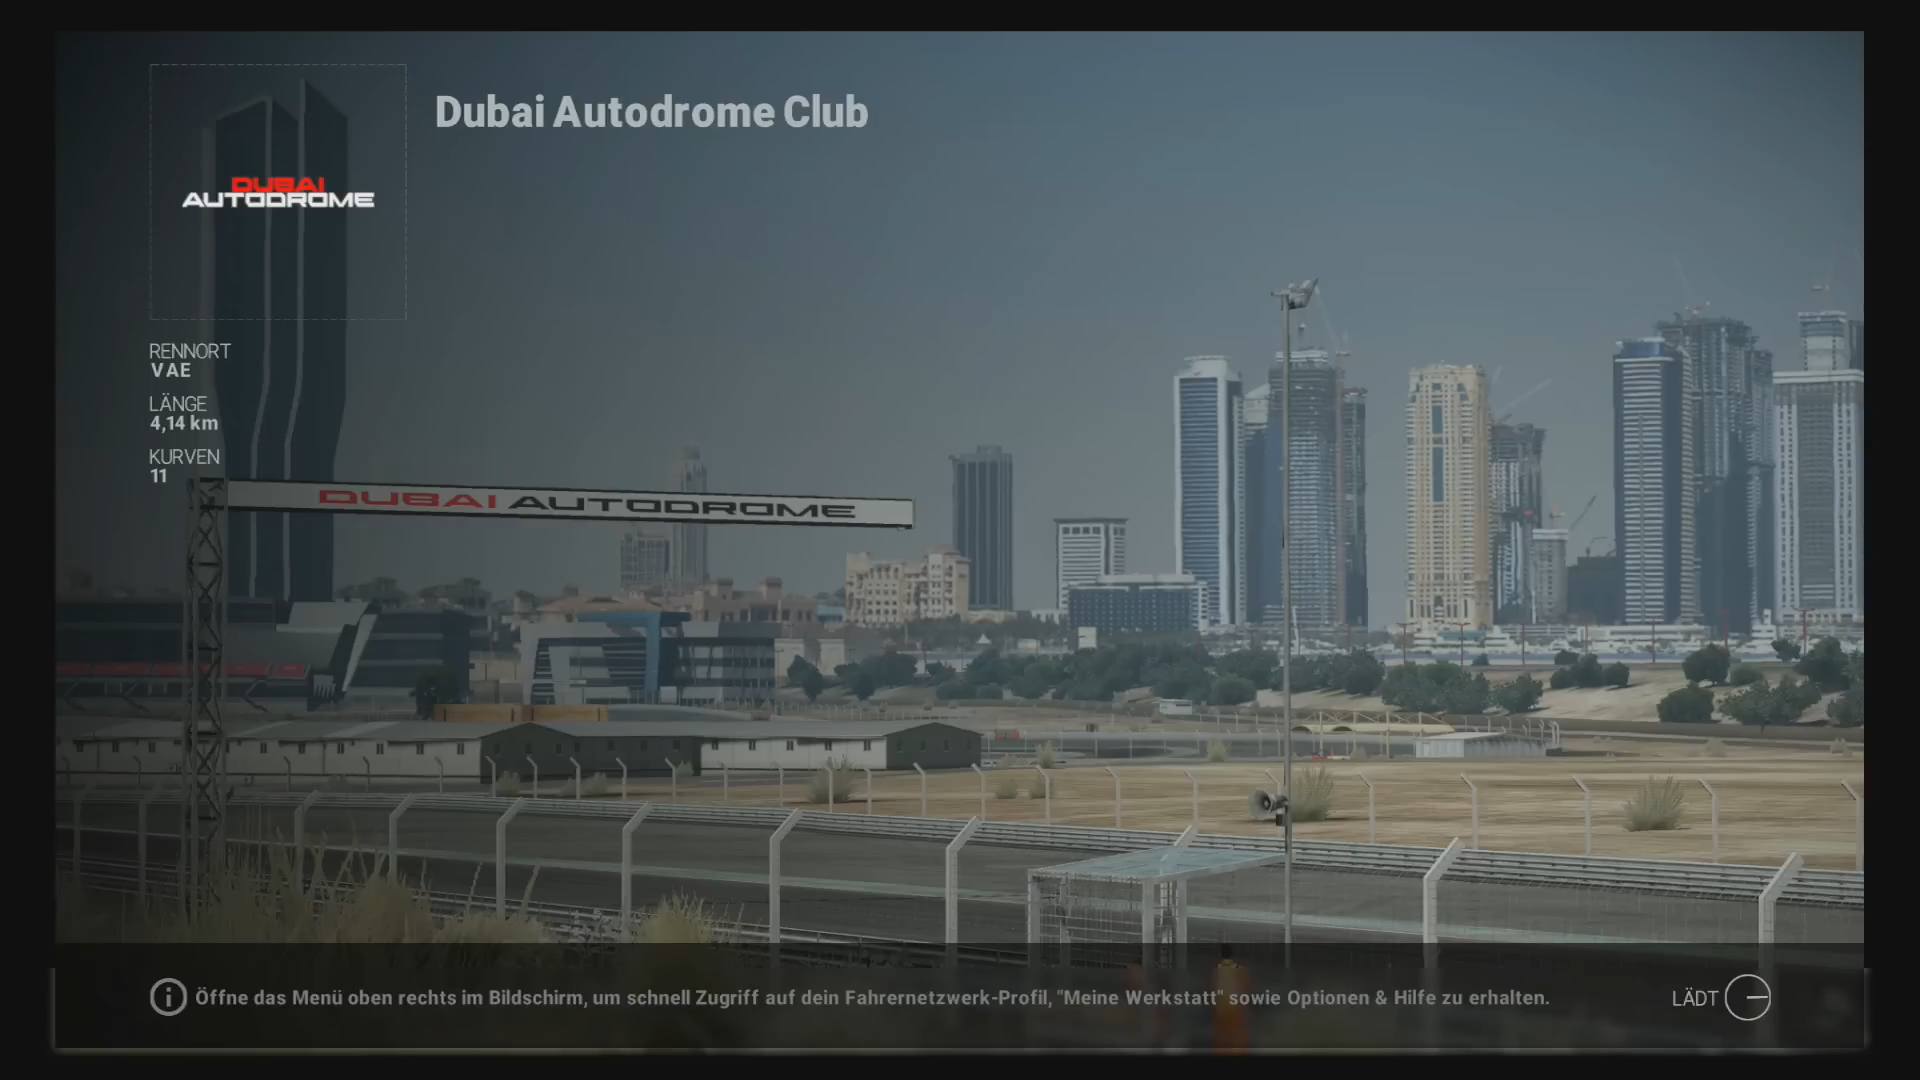 Dubai Autodrome Club
DUBAI
AUTODROME
RENNORT
VAE
LÄNGE
4,14 km
KURVEN
11
DUBAI AUTODROME
Öffne das Menü oben rechts im Bildschirm, um schnell Zugriff auf dein Fahrernetzwerk-Profil, "Meine Werkstatt" sowie Optionen & Hilfe zu erhalten.
LÄDT